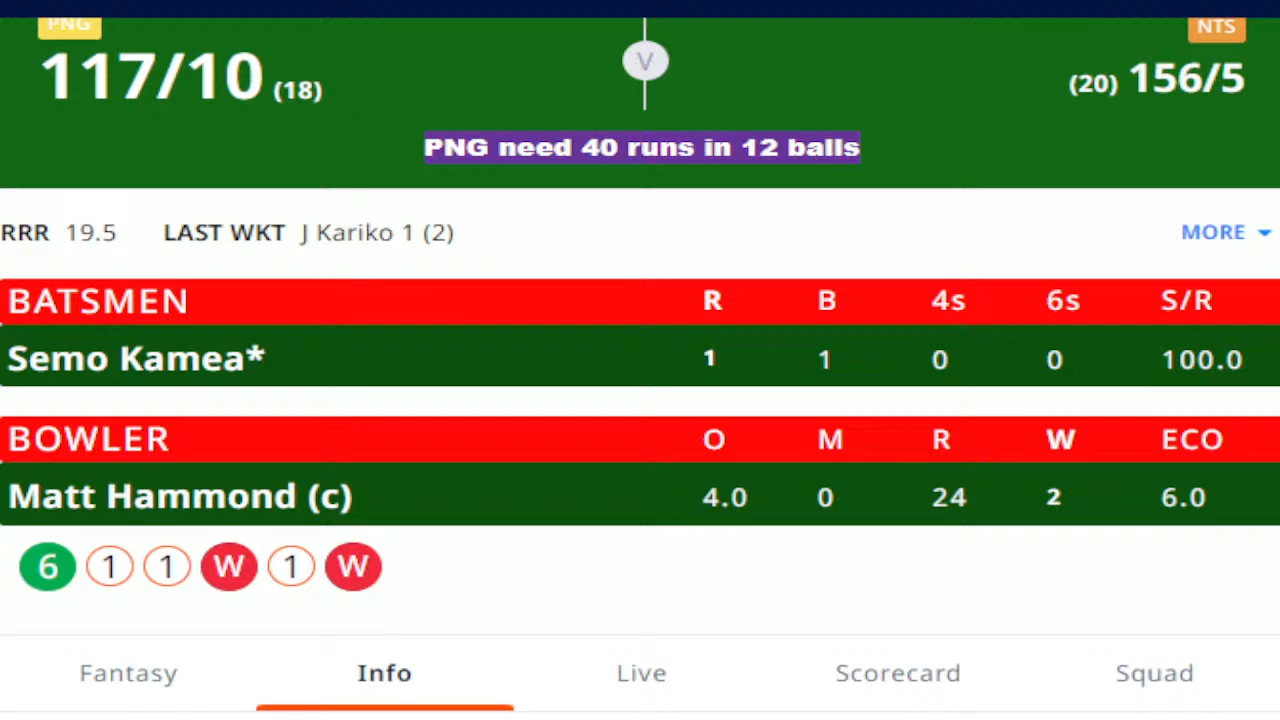 PNG NTS
117/10 (18) V (20) 156/5
PNG need 40 runs in 12 balls
RRR 19.5 LAST WKT J Kariko 1 (2) MORE
BATSMEN R B 4s 6s S/R
Semo Kamea* 1 1 0 0 100.0
BOWLER O M R W ECO
Matt Hammond (c) 4.0 0 24 2 6.0
6 1 1 W 1 W
Fantasy Info Live Scorecard Squad